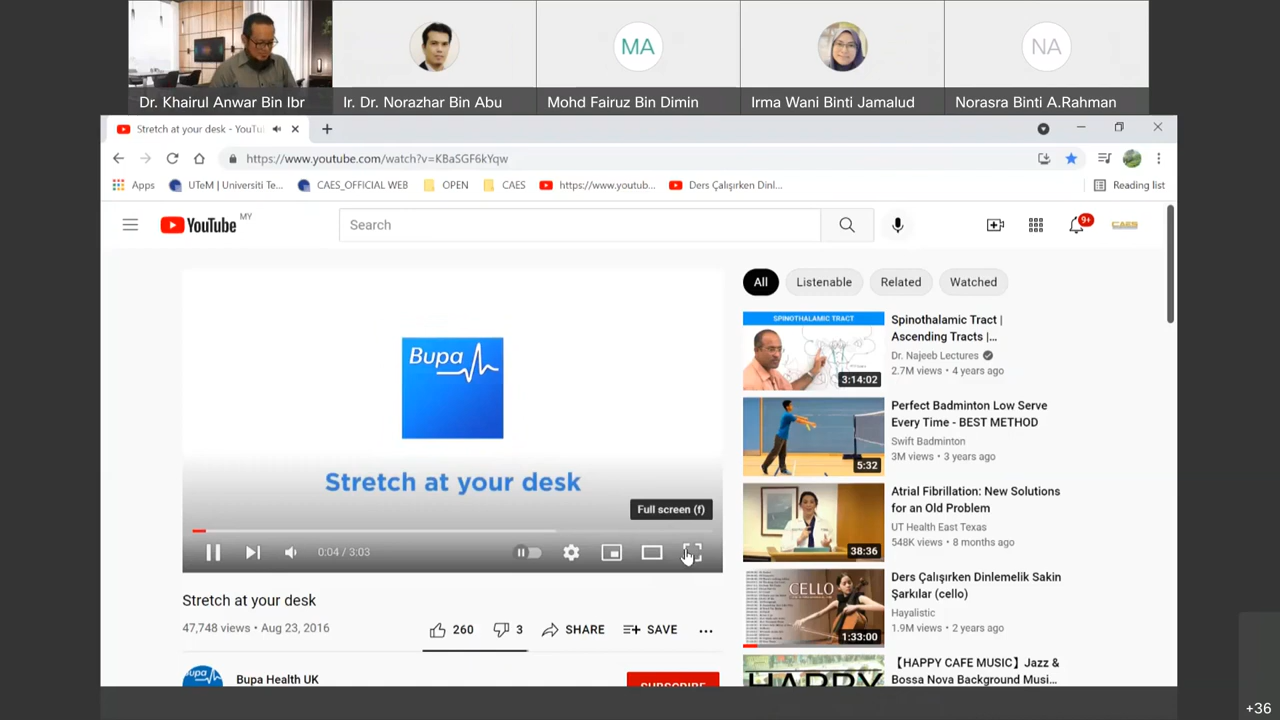 MA
NA
Dr. Khairul Anwar Bin Ibr
Ir. Dr. Norazhar Bin Abu
Mohd Fairuz Bin Dimin
Irma Wani Binti Jamalud
Norasra Binti A.Rahman
Stretch at your desk - YouTu
https://www.youtube.com/watch?v=KBaSGF6kYqw
Apps
UTeM | Universiti Te...
CAES_OFFICIAL WEB
OPEN
CAES
https://www.youtub...
Ders Çalışırken Dinl...
Reading list
YouTube MY
Search
9+
CAES
Bupa
Stretch at your desk
Full screen (f)
0:04 / 3:03
Stretch at your desk
47,748 views • Aug 23, 2016
260
3
SHARE
SAVE
Bupa
Bupa Health UK
SUBSCRIBE
All
Listenable
Related
Watched
SPINOTHALAMIC TRACT
3:14:02
Spinothalamic Tract |
Ascending Tracts |...
Dr. Najeeb Lectures
2.7M views • 4 years ago
5:32
Perfect Badminton Low Serve
Every Time - BEST METHOD
Swift Badminton
3M views • 3 years ago
38:36
Atrial Fibrillation: New Solutions
for an Old Problem
UT Health East Texas
548K views • 8 months ago
CELLO
1:33:00
Ders Çalışırken Dinlemelik Sakin
Şarkılar (cello)
Hayalistic
1.9M views • 2 years ago
HAPPY
【HAPPY CAFE MUSIC】Jazz &
Bossa Nova Background Musi...
+36